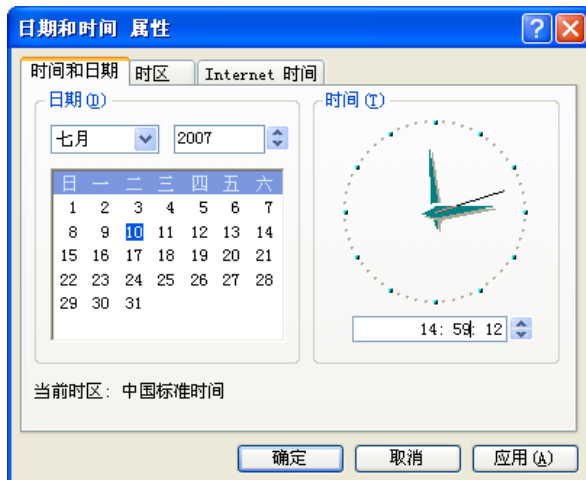 日期和时间 属性
时间和日期 时区 Internet 时间
日期(D)
七月 2007
日 一 二 三 四 五 六
1 2 3 4 5 6 7
8 9 10 11 12 13 14
15 16 17 18 19 20 21
22 23 24 25 26 27 28
29 30 31
时间(T)
14:59:12
当前时区: 中国标准时间
确定 取消 应用(A)